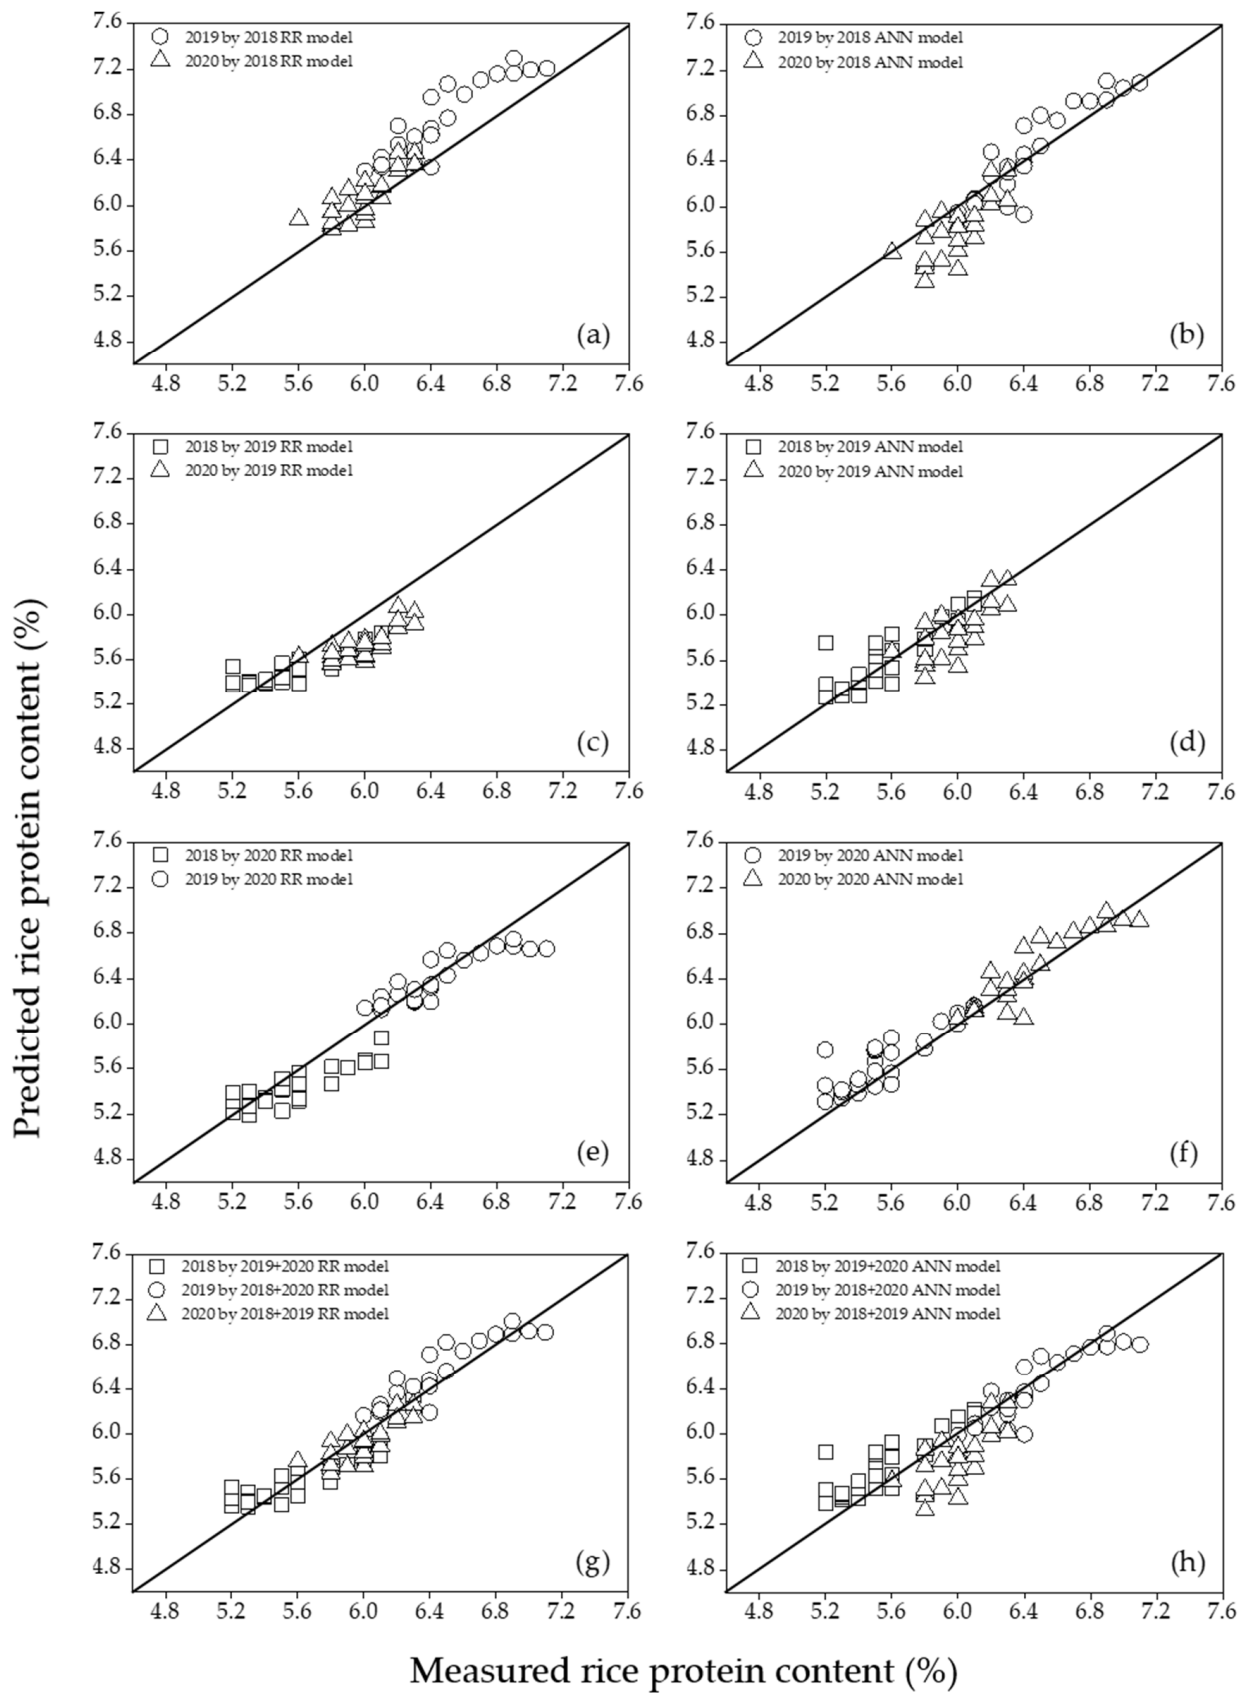 7.6
7.2
6.8
6.4
6.0
5.6
5.2
4.8
2019 by 2018 RR model
2020 by 2018 RR model
(a)
4.8 5.2 5.6 6.0 6.4 6.8 7.2 7.6
7.6
7.2
6.8
6.4
6.0
5.6
5.2
4.8
2019 by 2018 ANN model
2020 by 2018 ANN model
(b)
4.8 5.2 5.6 6.0 6.4 6.8 7.2 7.6
7.6
7.2
6.8
6.4
6.0
5.6
5.2
4.8
2018 by 2019 RR model
2020 by 2019 RR model
(c)
4.8 5.2 5.6 6.0 6.4 6.8 7.2 7.6
7.6
7.2
6.8
6.4
6.0
5.6
5.2
4.8
2018 by 2019 ANN model
2020 by 2019 ANN model
(d)
4.8 5.2 5.6 6.0 6.4 6.8 7.2 7.6
Predicted rice protein content (%)
7.6
7.2
6.8
6.4
6.0
5.6
5.2
4.8
2018 by 2020 RR model
2019 by 2020 RR model
(e)
4.8 5.2 5.6 6.0 6.4 6.8 7.2 7.6
7.6
7.2
6.8
6.4
6.0
5.6
5.2
4.8
2019 by 2020 ANN model
2020 by 2020 ANN model
(f)
4.8 5.2 5.6 6.0 6.4 6.8 7.2 7.6
7.6
7.2
6.8
6.4
6.0
5.6
5.2
4.8
2018 by 2019+2020 RR model
2019 by 2018+2020 RR model
2020 by 2018+2019 RR model
(g)
4.8 5.2 5.6 6.0 6.4 6.8 7.2 7.6
7.6
7.2
6.8
6.4
6.0
5.6
5.2
4.8
2018 by 2019+2020 ANN model
2019 by 2018+2020 ANN model
2020 by 2018+2019 ANN model
(h)
4.8 5.2 5.6 6.0 6.4 6.8 7.2 7.6
Measured rice protein content (%)